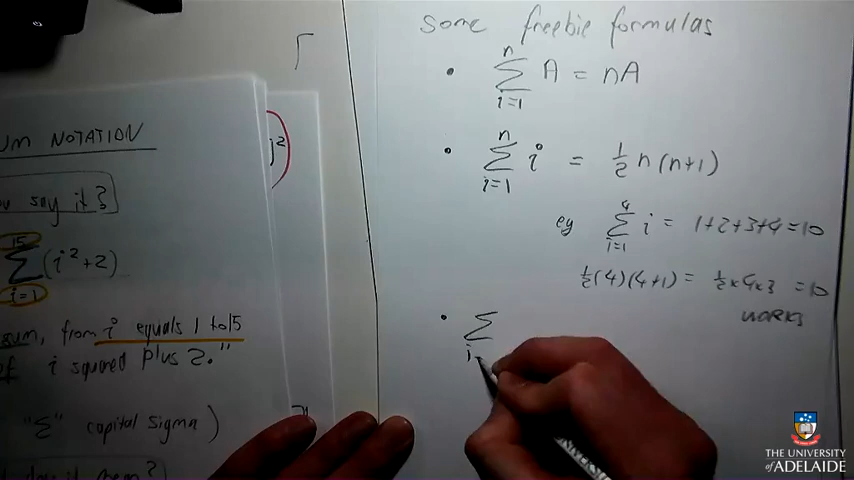 UM NOTATION
u say it?
15
Σ (i² + 2)
i=1
sum, from i equals 1 to 15
of i squared plus 2."
"Σ" capital sigma)
mean?
j²
Some freebie formulas
• n
Σ A = nA
i=1
• n
Σ i = ½ n (n+1)
i=1
eg 4
Σ i = 1+2+3+4=10
i=1
½(4)(4+1) = ½×4×5 =10
WORKS
• Σ
i
THE UNIVERSITY
of ADELAIDE